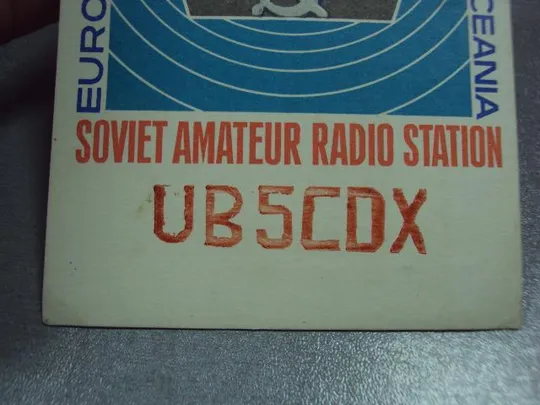 EURO
CEANIA
SOVIET AMATEUR RADIO STATION
UB5CDX